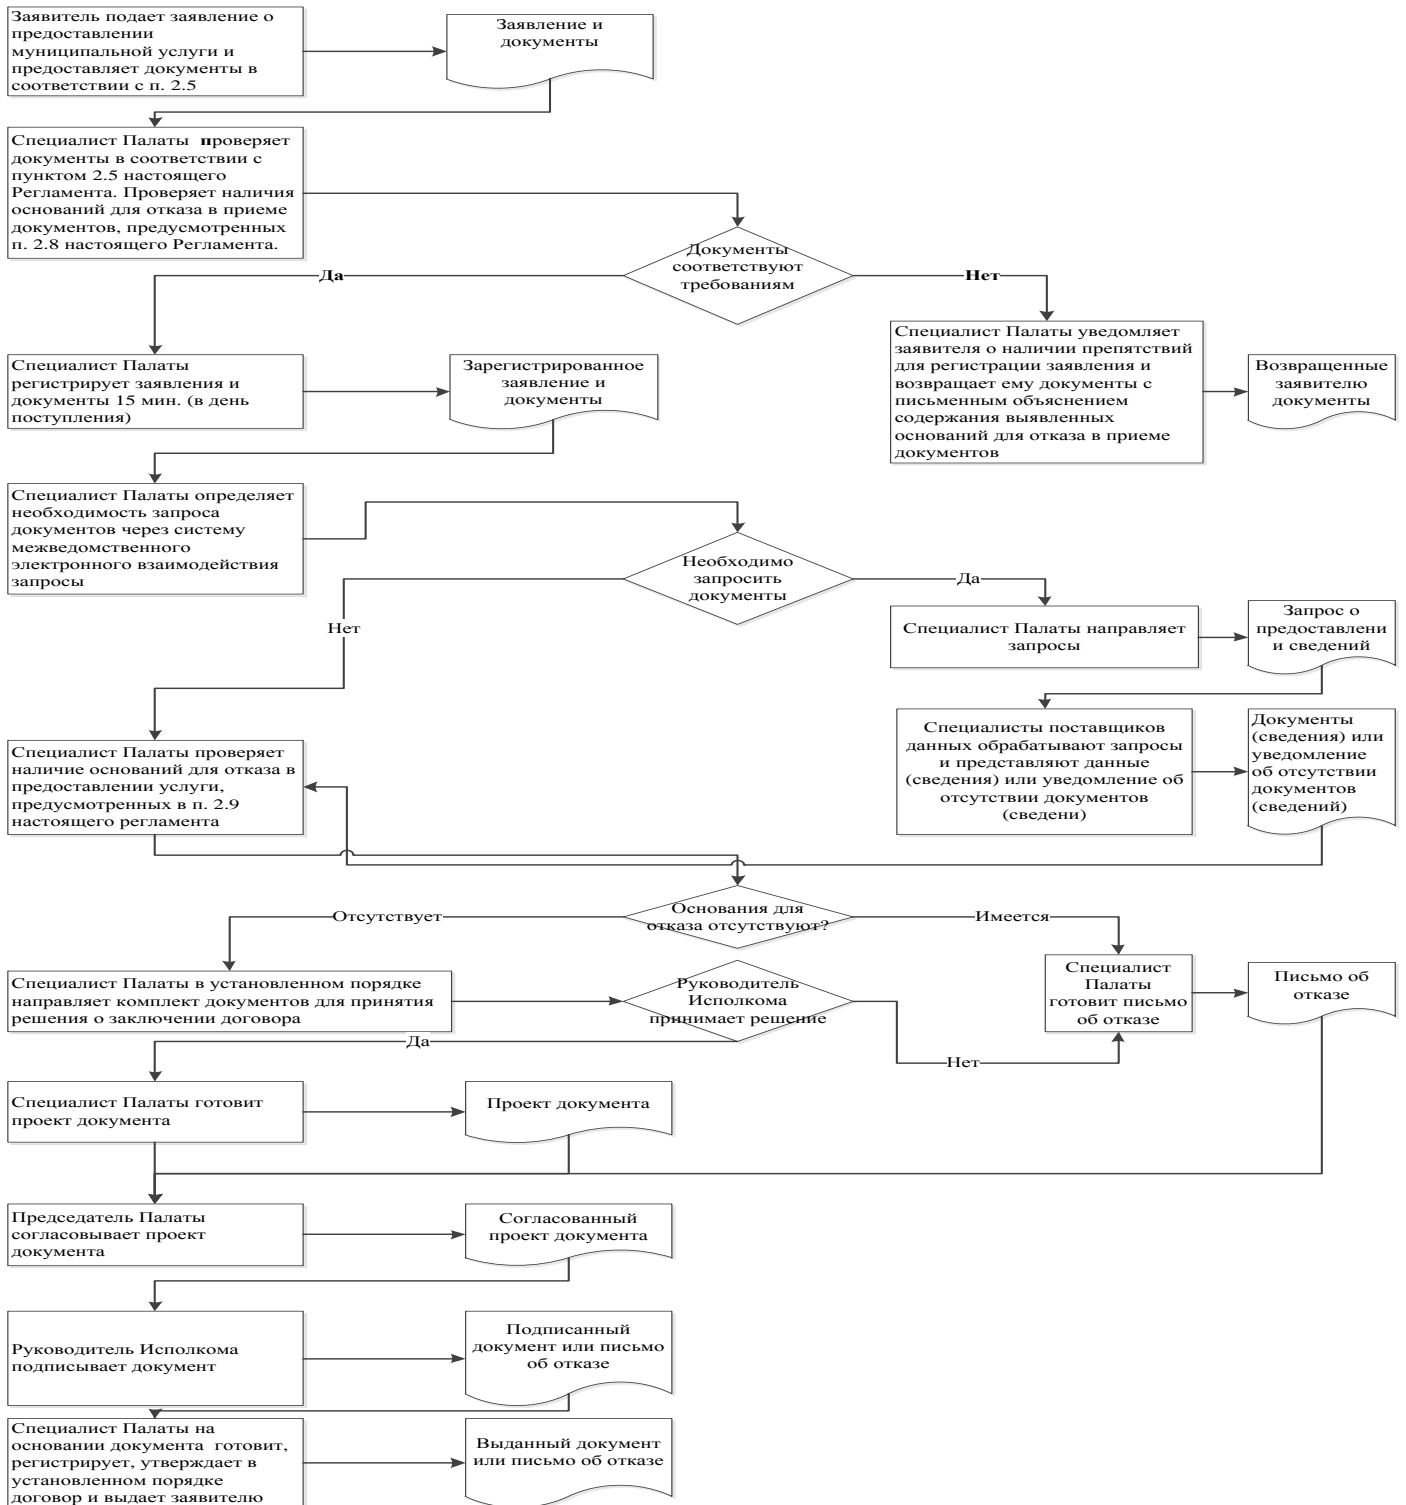 Заявитель подает заявление о
предоставлении
муниципальной услуги и
предоставляет документы в
соответствии с п. 2.5
Заявление и
документы
Специалист Палаты проверяет
документы в соответствии с
пунктом 2.5 настоящего
Регламента. Проверяет наличия
оснований для отказа в приеме
документов, предусмотренных
п. 2.8 настоящего Регламента.
Документы
соответствуют
требованиям
Да
Нет
Специалист Палаты
регистрирует заявления и
документы 15 мин. (в день
поступления)
Зарегистрированное
заявление и
документы
Специалист Палаты уведомляет
заявителя о наличии препятствий
для регистрации заявления и
возвращает ему документы с
письменным объяснением
содержания выявленных
оснований для отказа в приеме
документов
Возвращенные
заявителю
документы
Специалист Палаты определяет
необходимость запроса
документов через систему
межведомственного
электронного взаимодействия
запросы
Необходимо
запросить
документы
Да
Нет
Специалист Палаты направляет
запросы
Запрос о
предоставлени
и сведений
Специалисты поставщиков
данных обрабатывают запросы
и представляют данные
(сведения) или уведомление об
отсутствии документов
(сведени)
Документы
(сведения) или
уведомление
об отсутствии
документов
(сведений)
Специалист Палаты проверяет
наличие оснований для отказа в
предоставлении услуги,
предусмотренных в п. 2.9
настоящего регламента
Основания для
отказа отсутствуют?
Отсутствует
Имеется
Специалист Палаты в установленном порядке
направляет комплект документов для принятия
решения о заключении договора
Руководитель
Исполкома
принимает решение
Специалист
Палаты
готовит письмо
об отказе
Письмо об
отказе
Да
Нет
Специалист Палаты готовит
проект документа
Проект документа
Председатель Палаты
согласовывает проект
документа
Согласованный
проект документа
Руководитель Исполкома
подписывает документ
Подписанный
документ или письмо
об отказе
Специалист Палаты на
основании документа готовит,
регистрирует, утверждает в
установленном порядке
договор и выдает заявителю
Выданный документ
или письмо об отказе